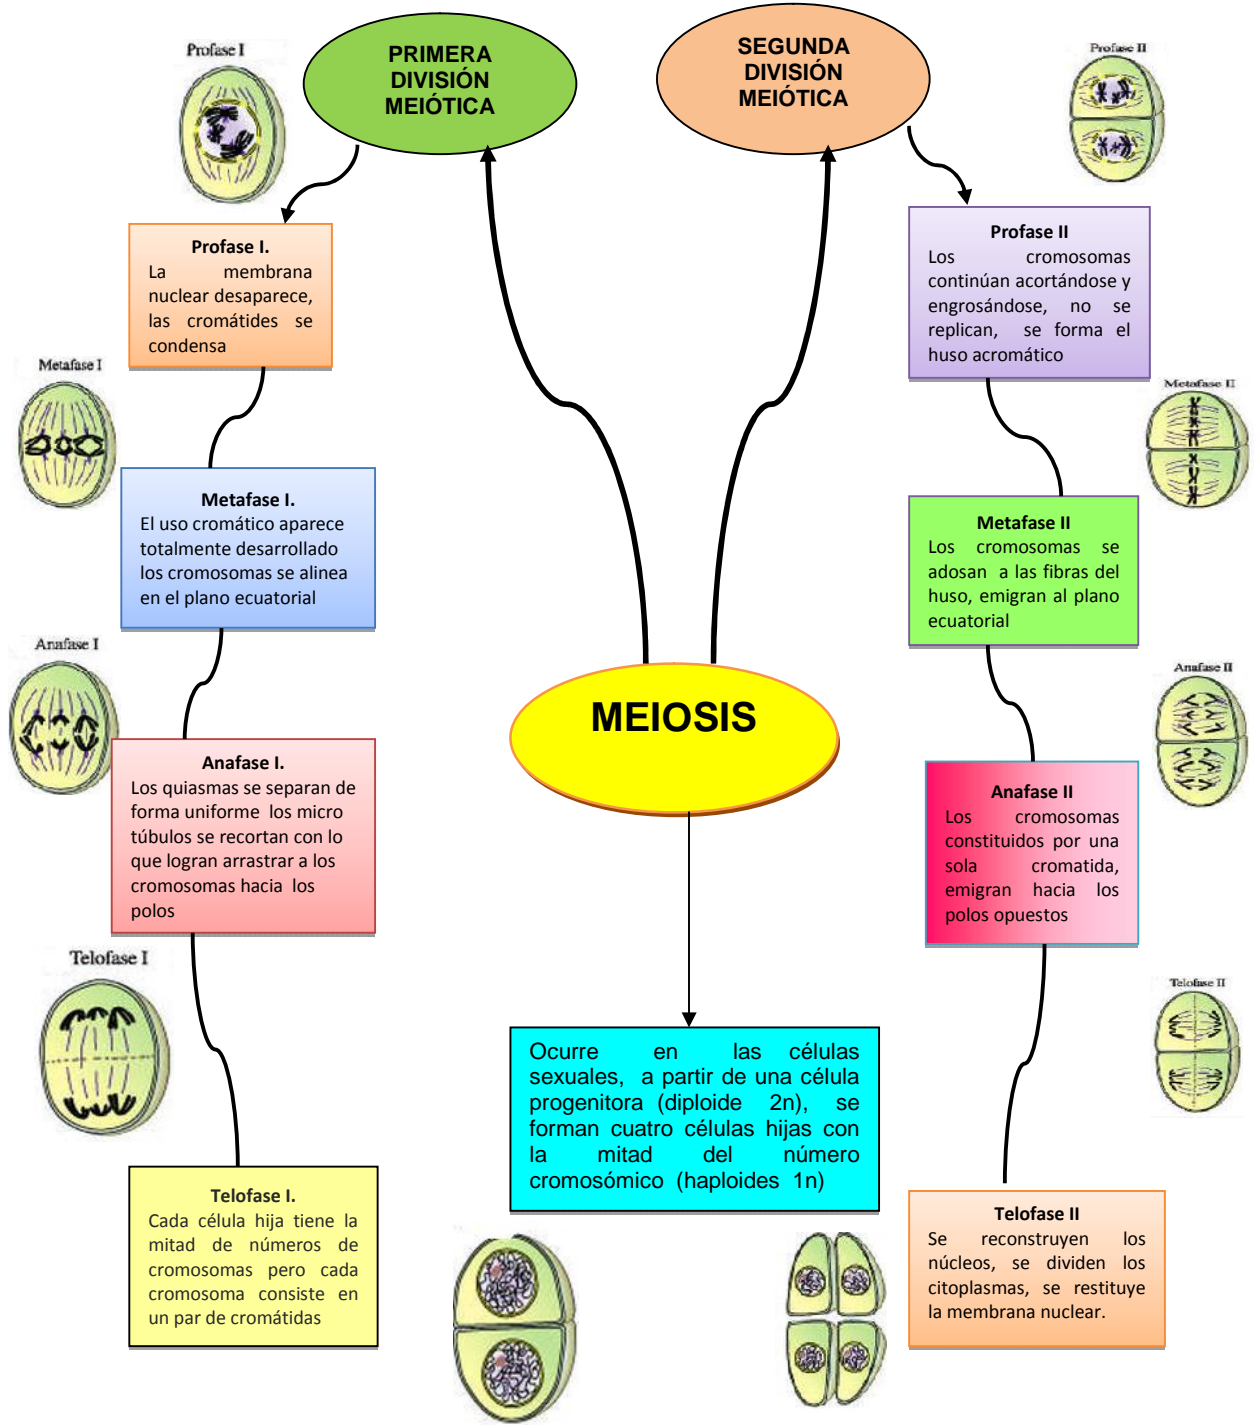 PRIMERA
DIVISIÓN
MEIÓTICA
SEGUNDA
DIVISIÓN
MEIÓTICA
Profase I
Profase II
Profase I.
La membrana
nuclear desaparece,
las cromátides se
condensa
Profase II
Los cromosomas
continúan acortándose y
engrosándose, no se
replican, se forma el
huso acromático
Metafase I
Metafase II
Metafase I.
El uso cromático aparece
totalmente desarrollado
los cromosomas se alinea
en el plano ecuatorial
Metafase II
Los cromosomas se
adosan a las fibras del
huso, emigran al plano
ecuatorial
Anafase I
Anafase II
MEIOSIS
Anafase I.
Los quiasmas se separan de
forma uniforme los micro
túbulos se recortan con lo
que logran arrastrar a los
cromosomas hacia los
polos
Anafase II
Los cromosomas
constituidos por una
sola cromatida,
emigran hacia los
polos opuestos
Telofase I
Telofase II
Ocurre en las células
sexuales, a partir de una célula
progenitora (diploide 2n), se
forman cuatro células hijas con
la mitad del número
cromosómico (haploides 1n)
Telofase I.
Cada célula hija tiene la
mitad de números de
cromosomas pero cada
cromosoma consiste en
un par de cromátidas
Telofase II
Se reconstruyen los
núcleos, se dividen los
citoplasmas, se restituye
la membrana nuclear.